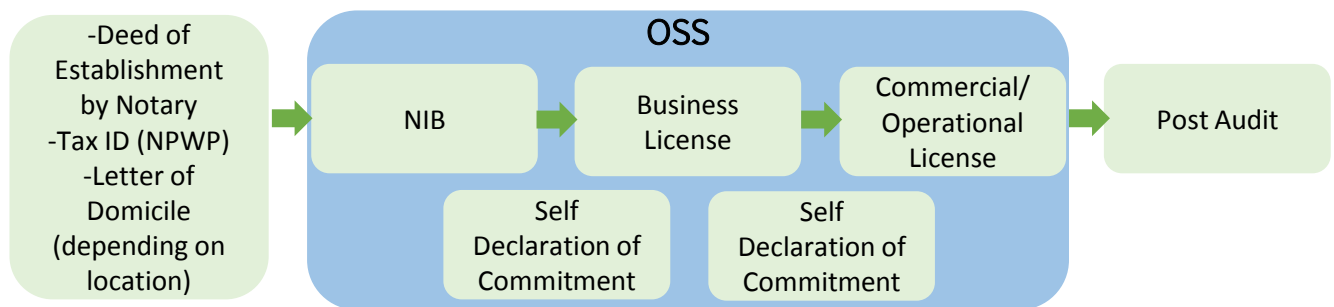 -Deed of
Establishment
by Notary
-Tax ID (NPWP)
-Letter of
Domicile
(depending on
location)
OSS
NIB
Business
License
Commercial/
Operational
License
Self
Declaration of
Commitment
Self
Declaration of
Commitment
Post Audit